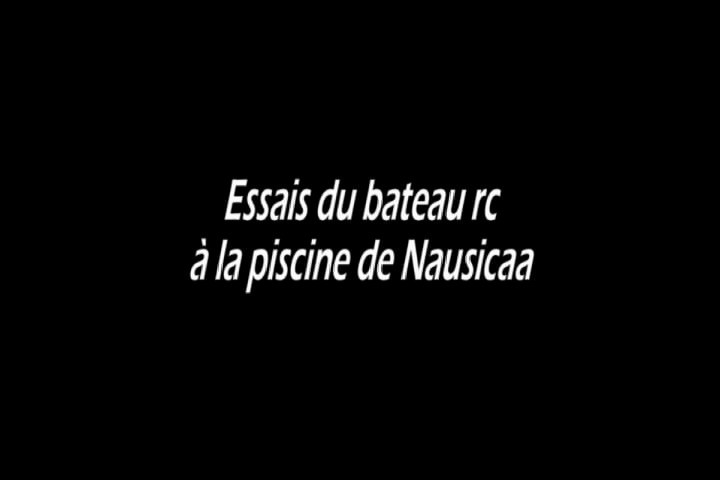 Essais du bateau rc
à la piscine de Nausicaa